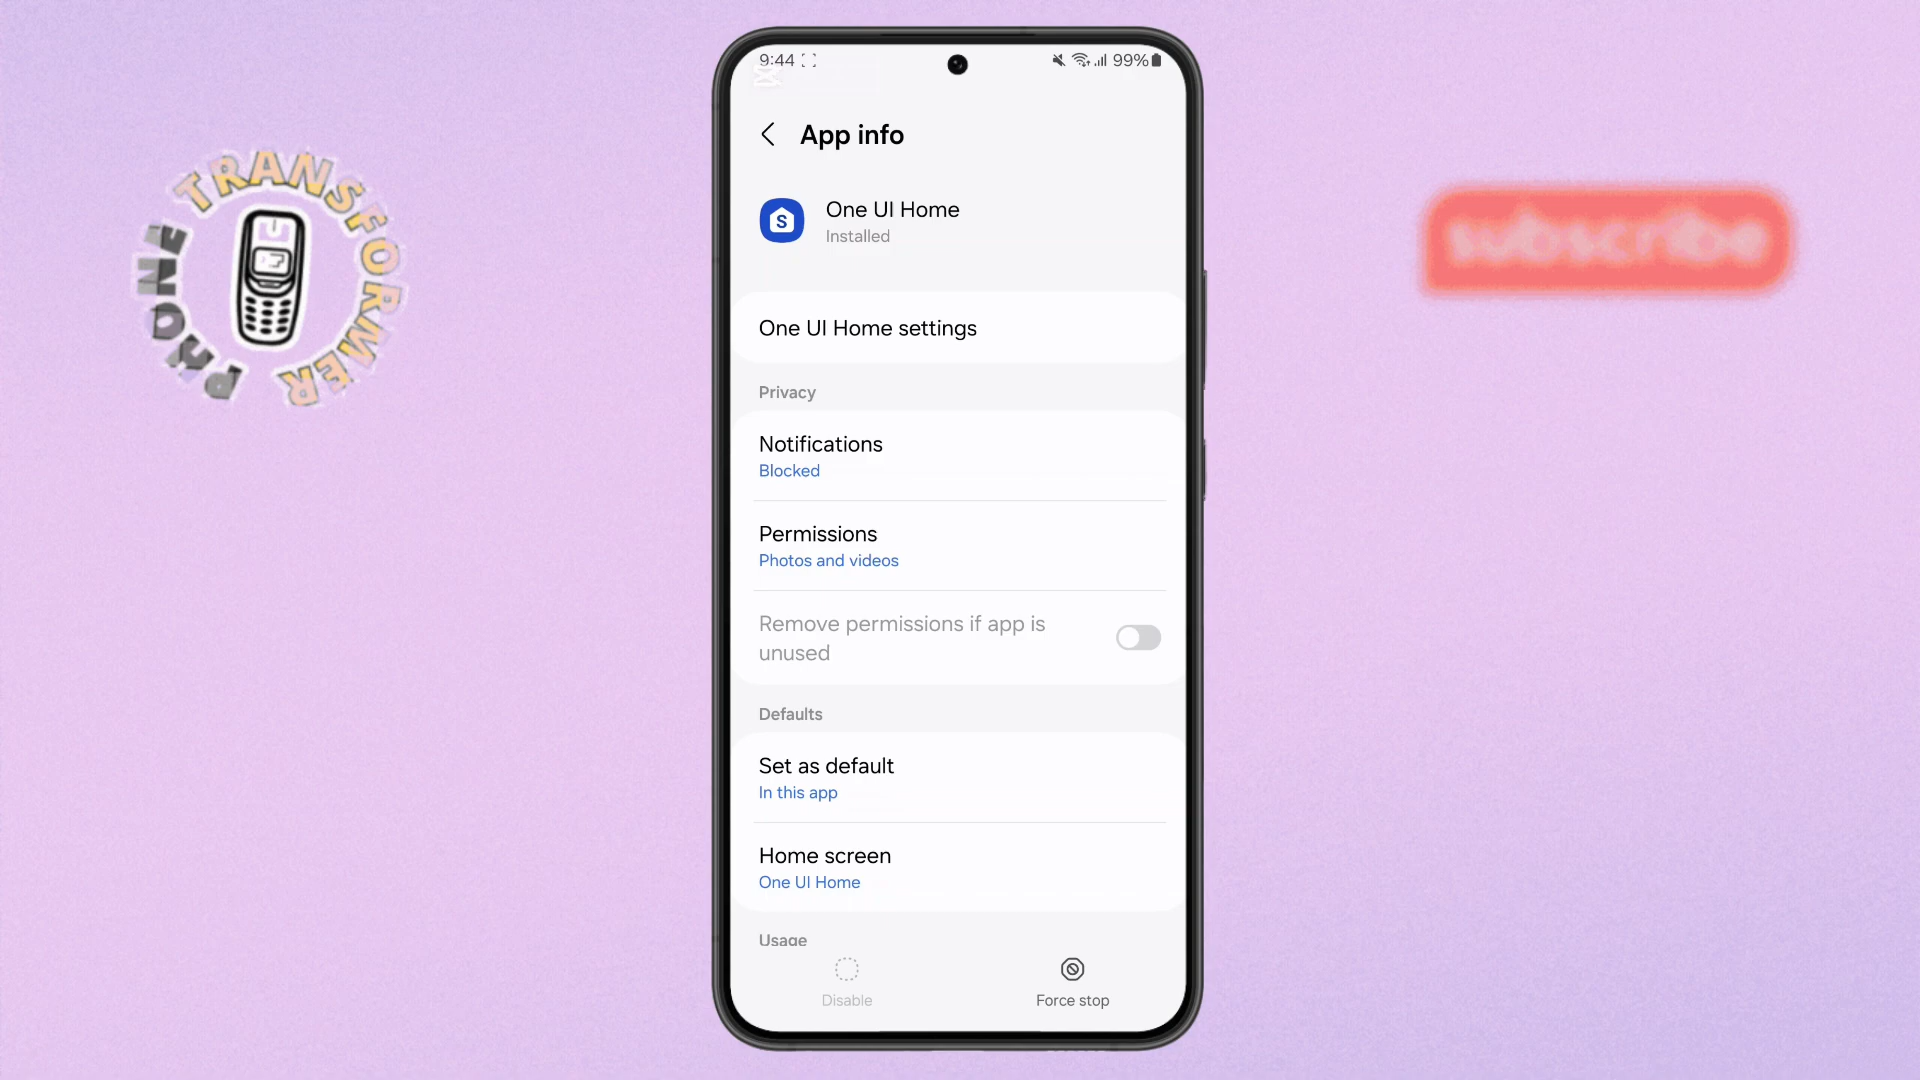 PHONE TRANSFORMER
subscribe
9:44
99%
App info
One UI Home
Installed
One UI Home settings
Privacy
Notifications
Blocked
Permissions
Photos and videos
Remove permissions if app is
unused
Defaults
Set as default
In this app
Home screen
One UI Home
Usage
Disable
Force stop